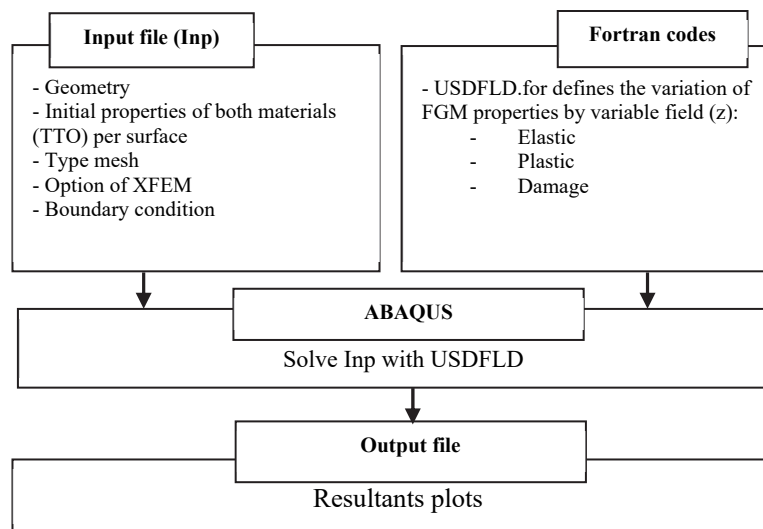 Input file (Inp)
- Geometry
- Initial properties of both materials
(TTO) per surface
- Type mesh
- Option of XFEM
- Boundary condition
Fortran codes
- USDFLD.for defines the variation of
FGM properties by variable field (z):
- Elastic
- Plastic
- Damage
ABAQUS
Solve Inp with USDFLD
Output file
Resultants plots